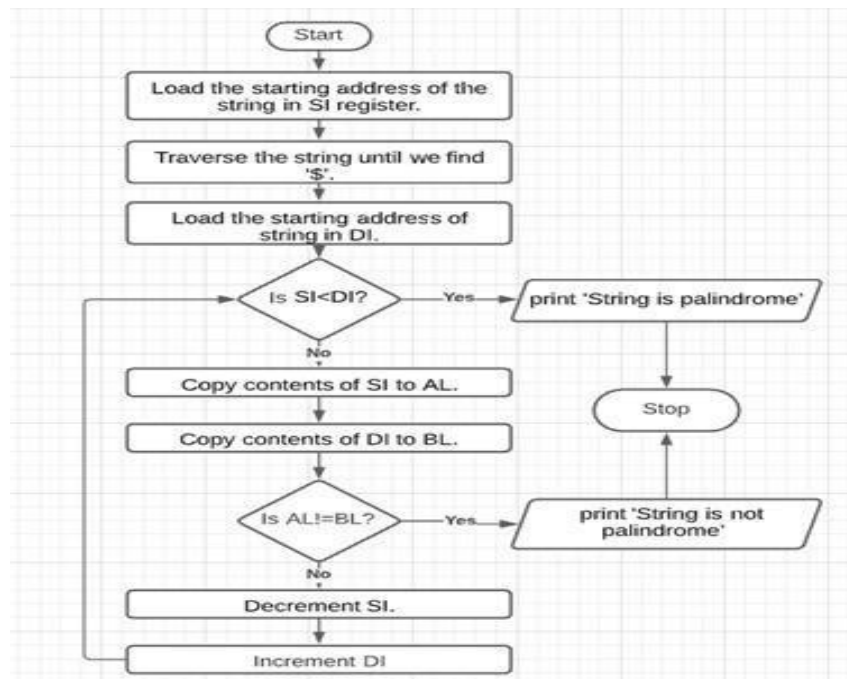 Start
Load the starting address of the
string in SI register.
Traverse the string until we find
'$'.
Load the starting address of
string in DI.
Is SI<DI?
Yes
print 'String is palindrome'
No
Copy contents of SI to AL.
Stop
Copy contents of DI to BL.
Is AL!=BL?
Yes
print 'String is not
palindrome'
No
Decrement SI.
Increment DI